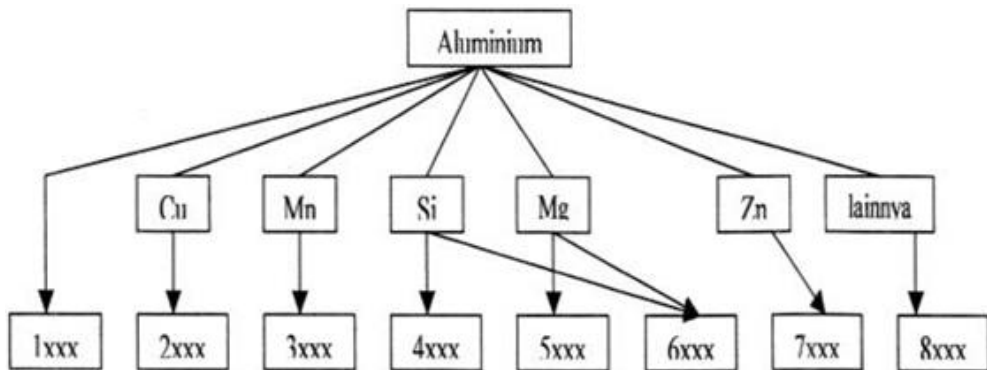 Aluminium
Cu
Mn
Si
Mg
Zn
lainnya
1xxx
2xxx
3xxx
4xxx
5xxx
6xxx
7xxx
8xxx